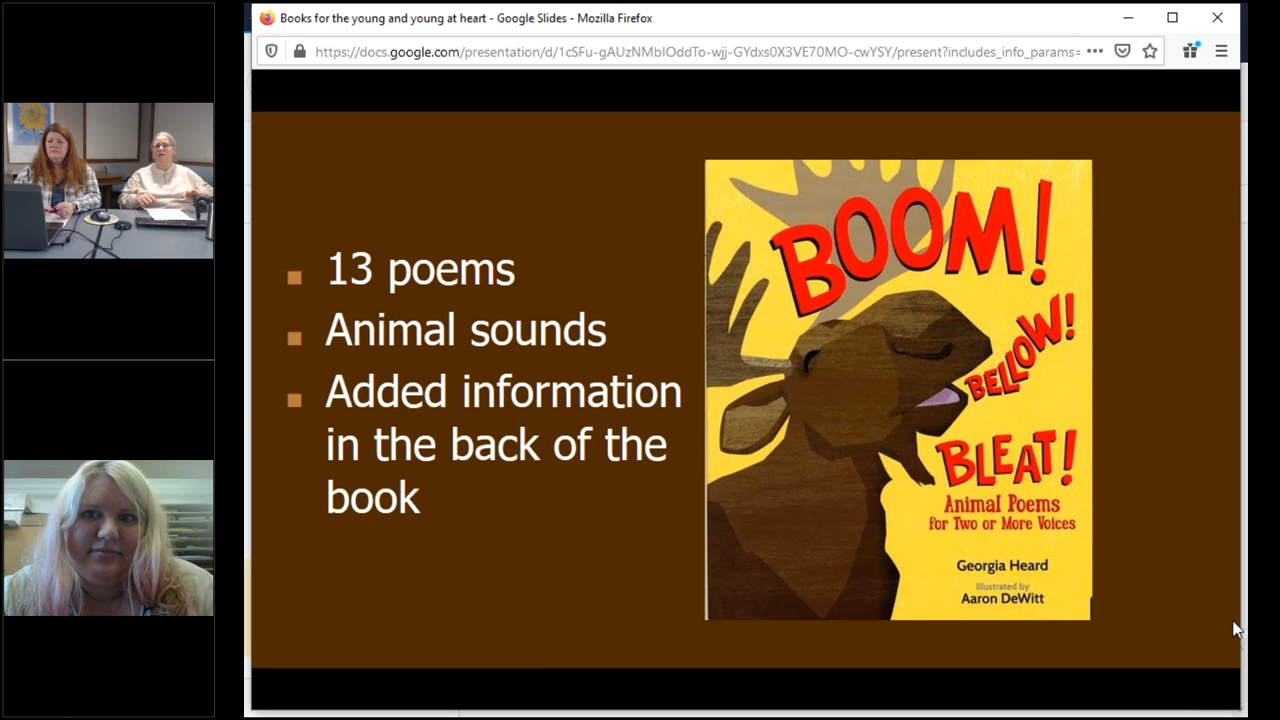 Books for the young and young at heart - Google Slides - Mozilla Firefox
https://docs.google.com/presentation/d/1cSFu-gAUzNMbIOddTo-wjj-GYdxs0X3VE70MO-cwYSY/present?includes_info_params=
13 poems
Animal sounds
Added information
in the back of the
book
BOOM!
BELLOW!
BLEAT!
Animal Poems
for Two or More Voices
Georgia Heard
Illustrated by
Aaron DeWitt